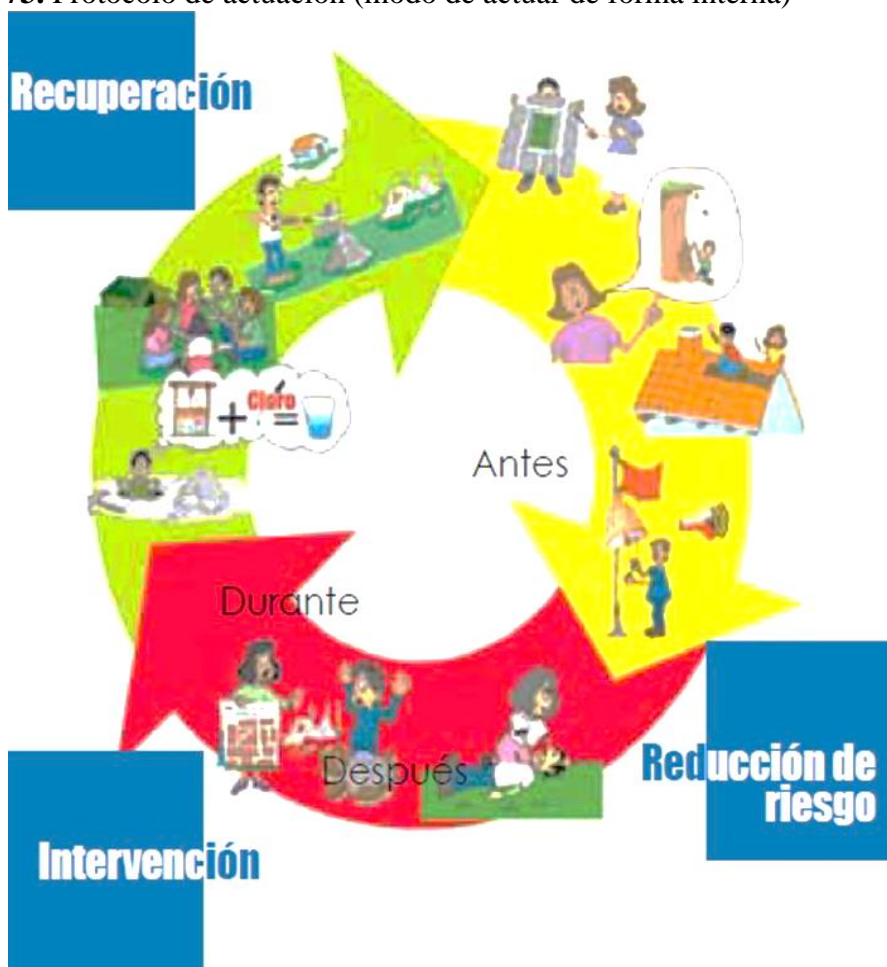 Protocolo de actuación (modo de actuar de forma interna)
Recuperación
Cloro
+
=
Antes
Durante
Después
Reducción de
riesgo
Intervención